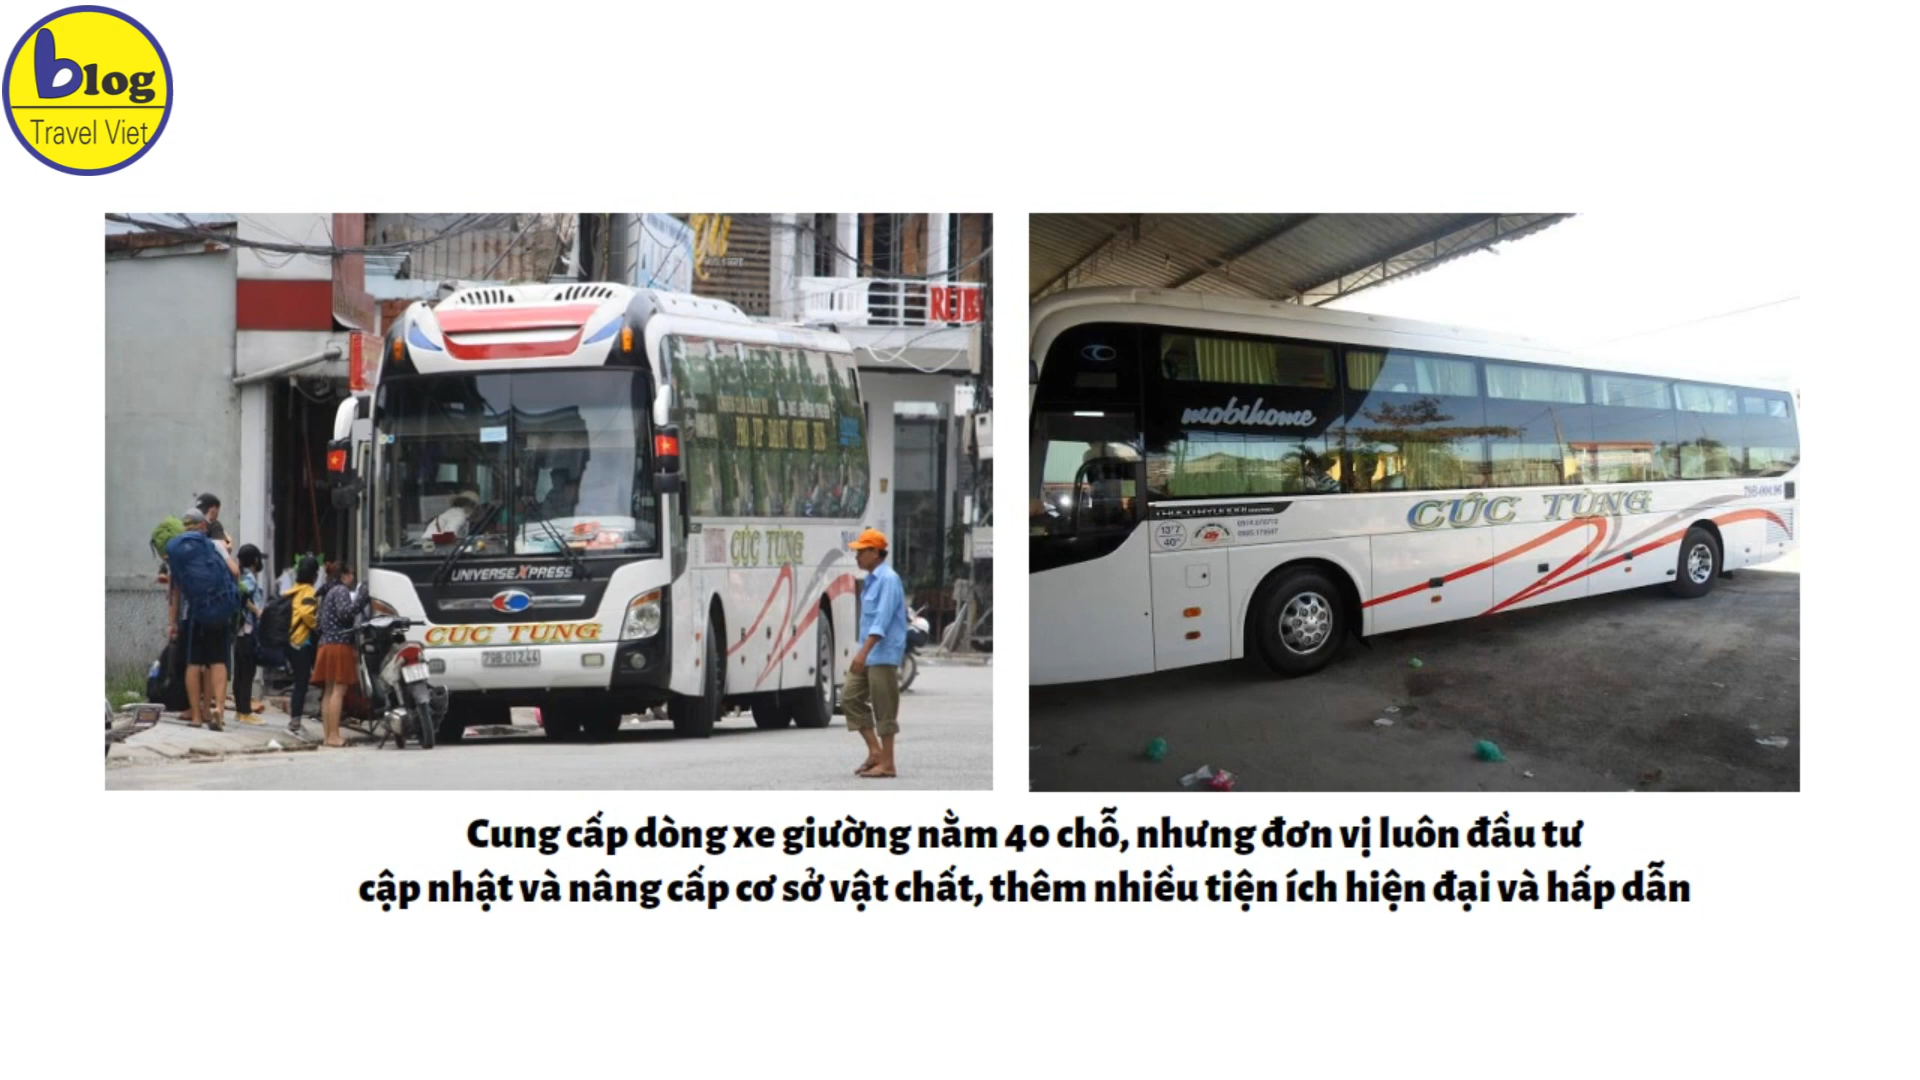 blog
Travel Viet
UNIVERSE XPRESS
CÚC TÙNG
79B-012.44
CÚC TÙNG
mobihome
CÚC TÙNG
Cung cấp dòng xe giường nằm 40 chỗ, nhưng đơn vị luôn đầu tư
cập nhật và nâng cấp cơ sở vật chất, thêm nhiều tiện ích hiện đại và hấp dẫn